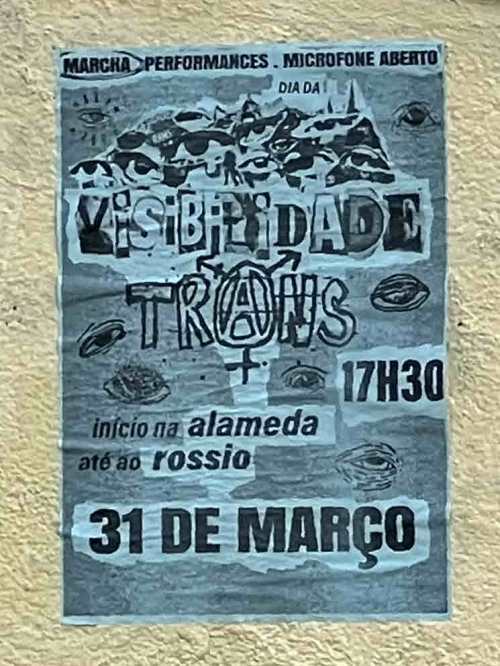 MARCHA PERFORMANCES . MICROFONE ABERTO
DIA DA
VISIBILIDADE
TRANS
17H30
início na alameda
até ao rossio
31 DE MARÇO